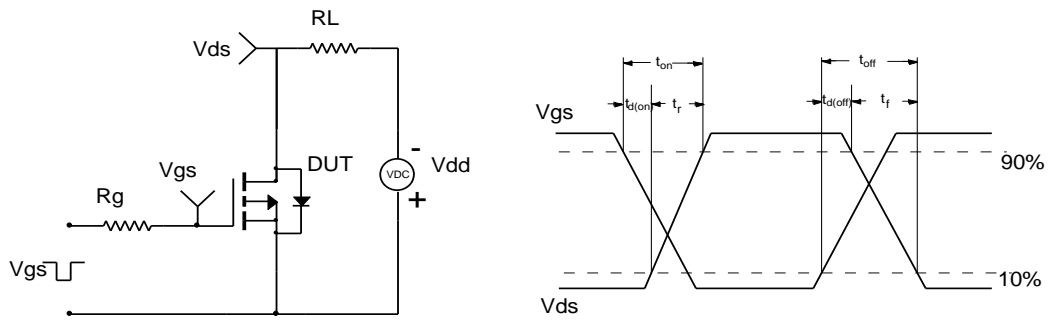 RL
Vds
Vgs
DUT
-
VDC
Vdd
+
Rg
Vgs
ton
toff
td(on)
tr
td(off)
tf
Vgs
90%
10%
Vds